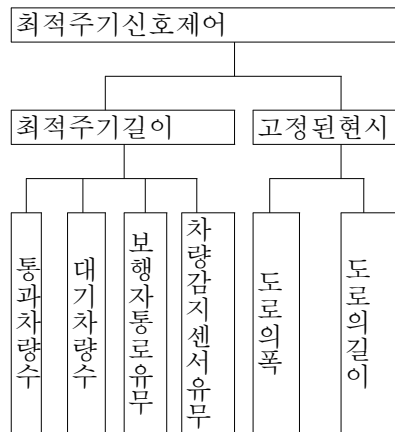 최적주기신호제어
최적주기길이
고정된현시
통과차량수
대기차량수
보행자통로유무
차량감지센서유무
도로의폭
도로의길이